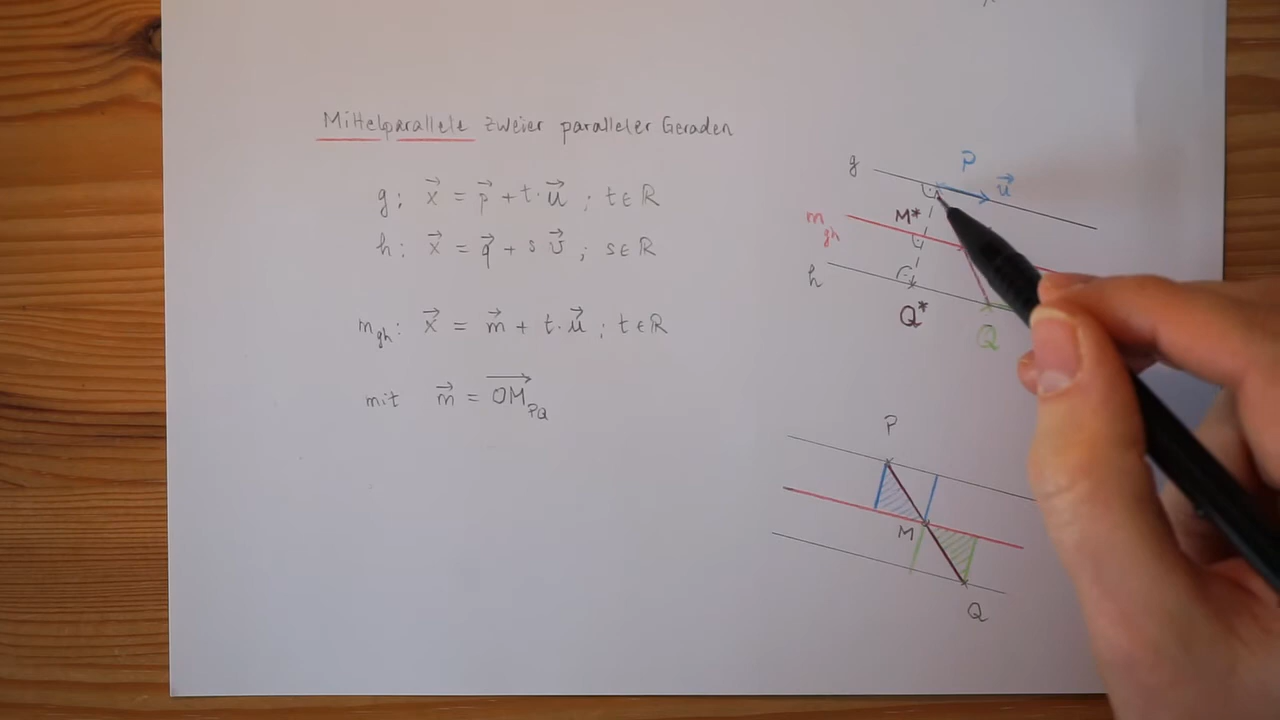 Mittelparallele zweier paralleler Geraden
g: x⃗ = p⃗ + t · u⃗ ; t ∈ ℝ
h: x⃗ = q⃗ + s v⃗ ; s ∈ ℝ
m_gh: x⃗ = m⃗ + t · u⃗ ; t ∈ ℝ
mit m⃗ = OM⃗_PQ
g P u⃗
m_gh M*
h
Q* Q
P
M
Q